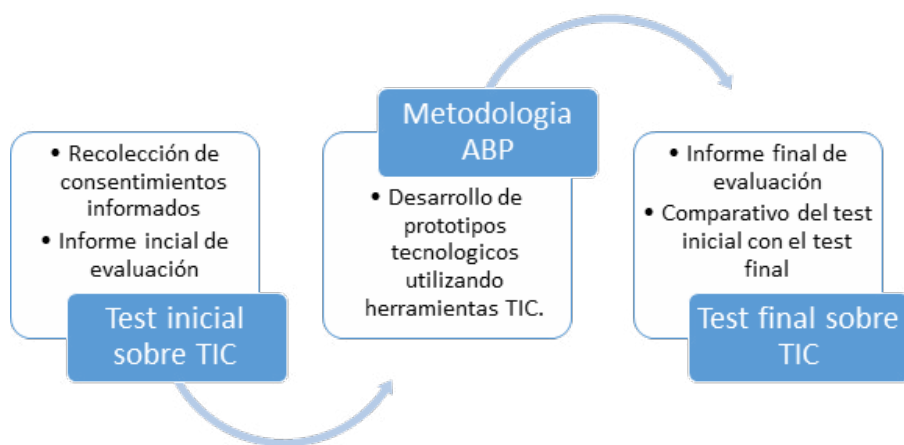 • Recolección de
consentimientos
informados
• Informe incial de
evaluación
Test inicial
sobre TIC
Metodologia
ABP
• Desarrollo de
prototipos
tecnologicos
utilizando
herramientas TIC.
• Informe final de
evaluación
• Comparativo del test
inicial con el test
final
Test final sobre
TIC